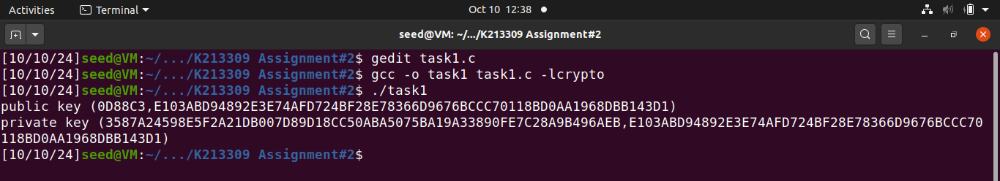 Activities Terminal Oct 10 12:38
seed@VM: ~/.../K213309 Assignment#2
[10/10/24]seed@VM:~/.../K213309 Assignment#2$ gedit task1.c
[10/10/24]seed@VM:~/.../K213309 Assignment#2$ gcc -o task1 task1.c -lcrypto
[10/10/24]seed@VM:~/.../K213309 Assignment#2$ ./task1
public key (0D88C3,E103ABD94892E3E74AFD724BF28E78366D9676BCCC70118BD0AA1968DBB143D1)
private key (3587A24598E5F2A21DB007D89D18CC50ABA5075BA19A33890FE7C28A9B496AEB,E103ABD94892E3E74AFD724BF28E78366D9676BCCC70
118BD0AA1968DBB143D1)
[10/10/24]seed@VM:~/.../K213309 Assignment#2$